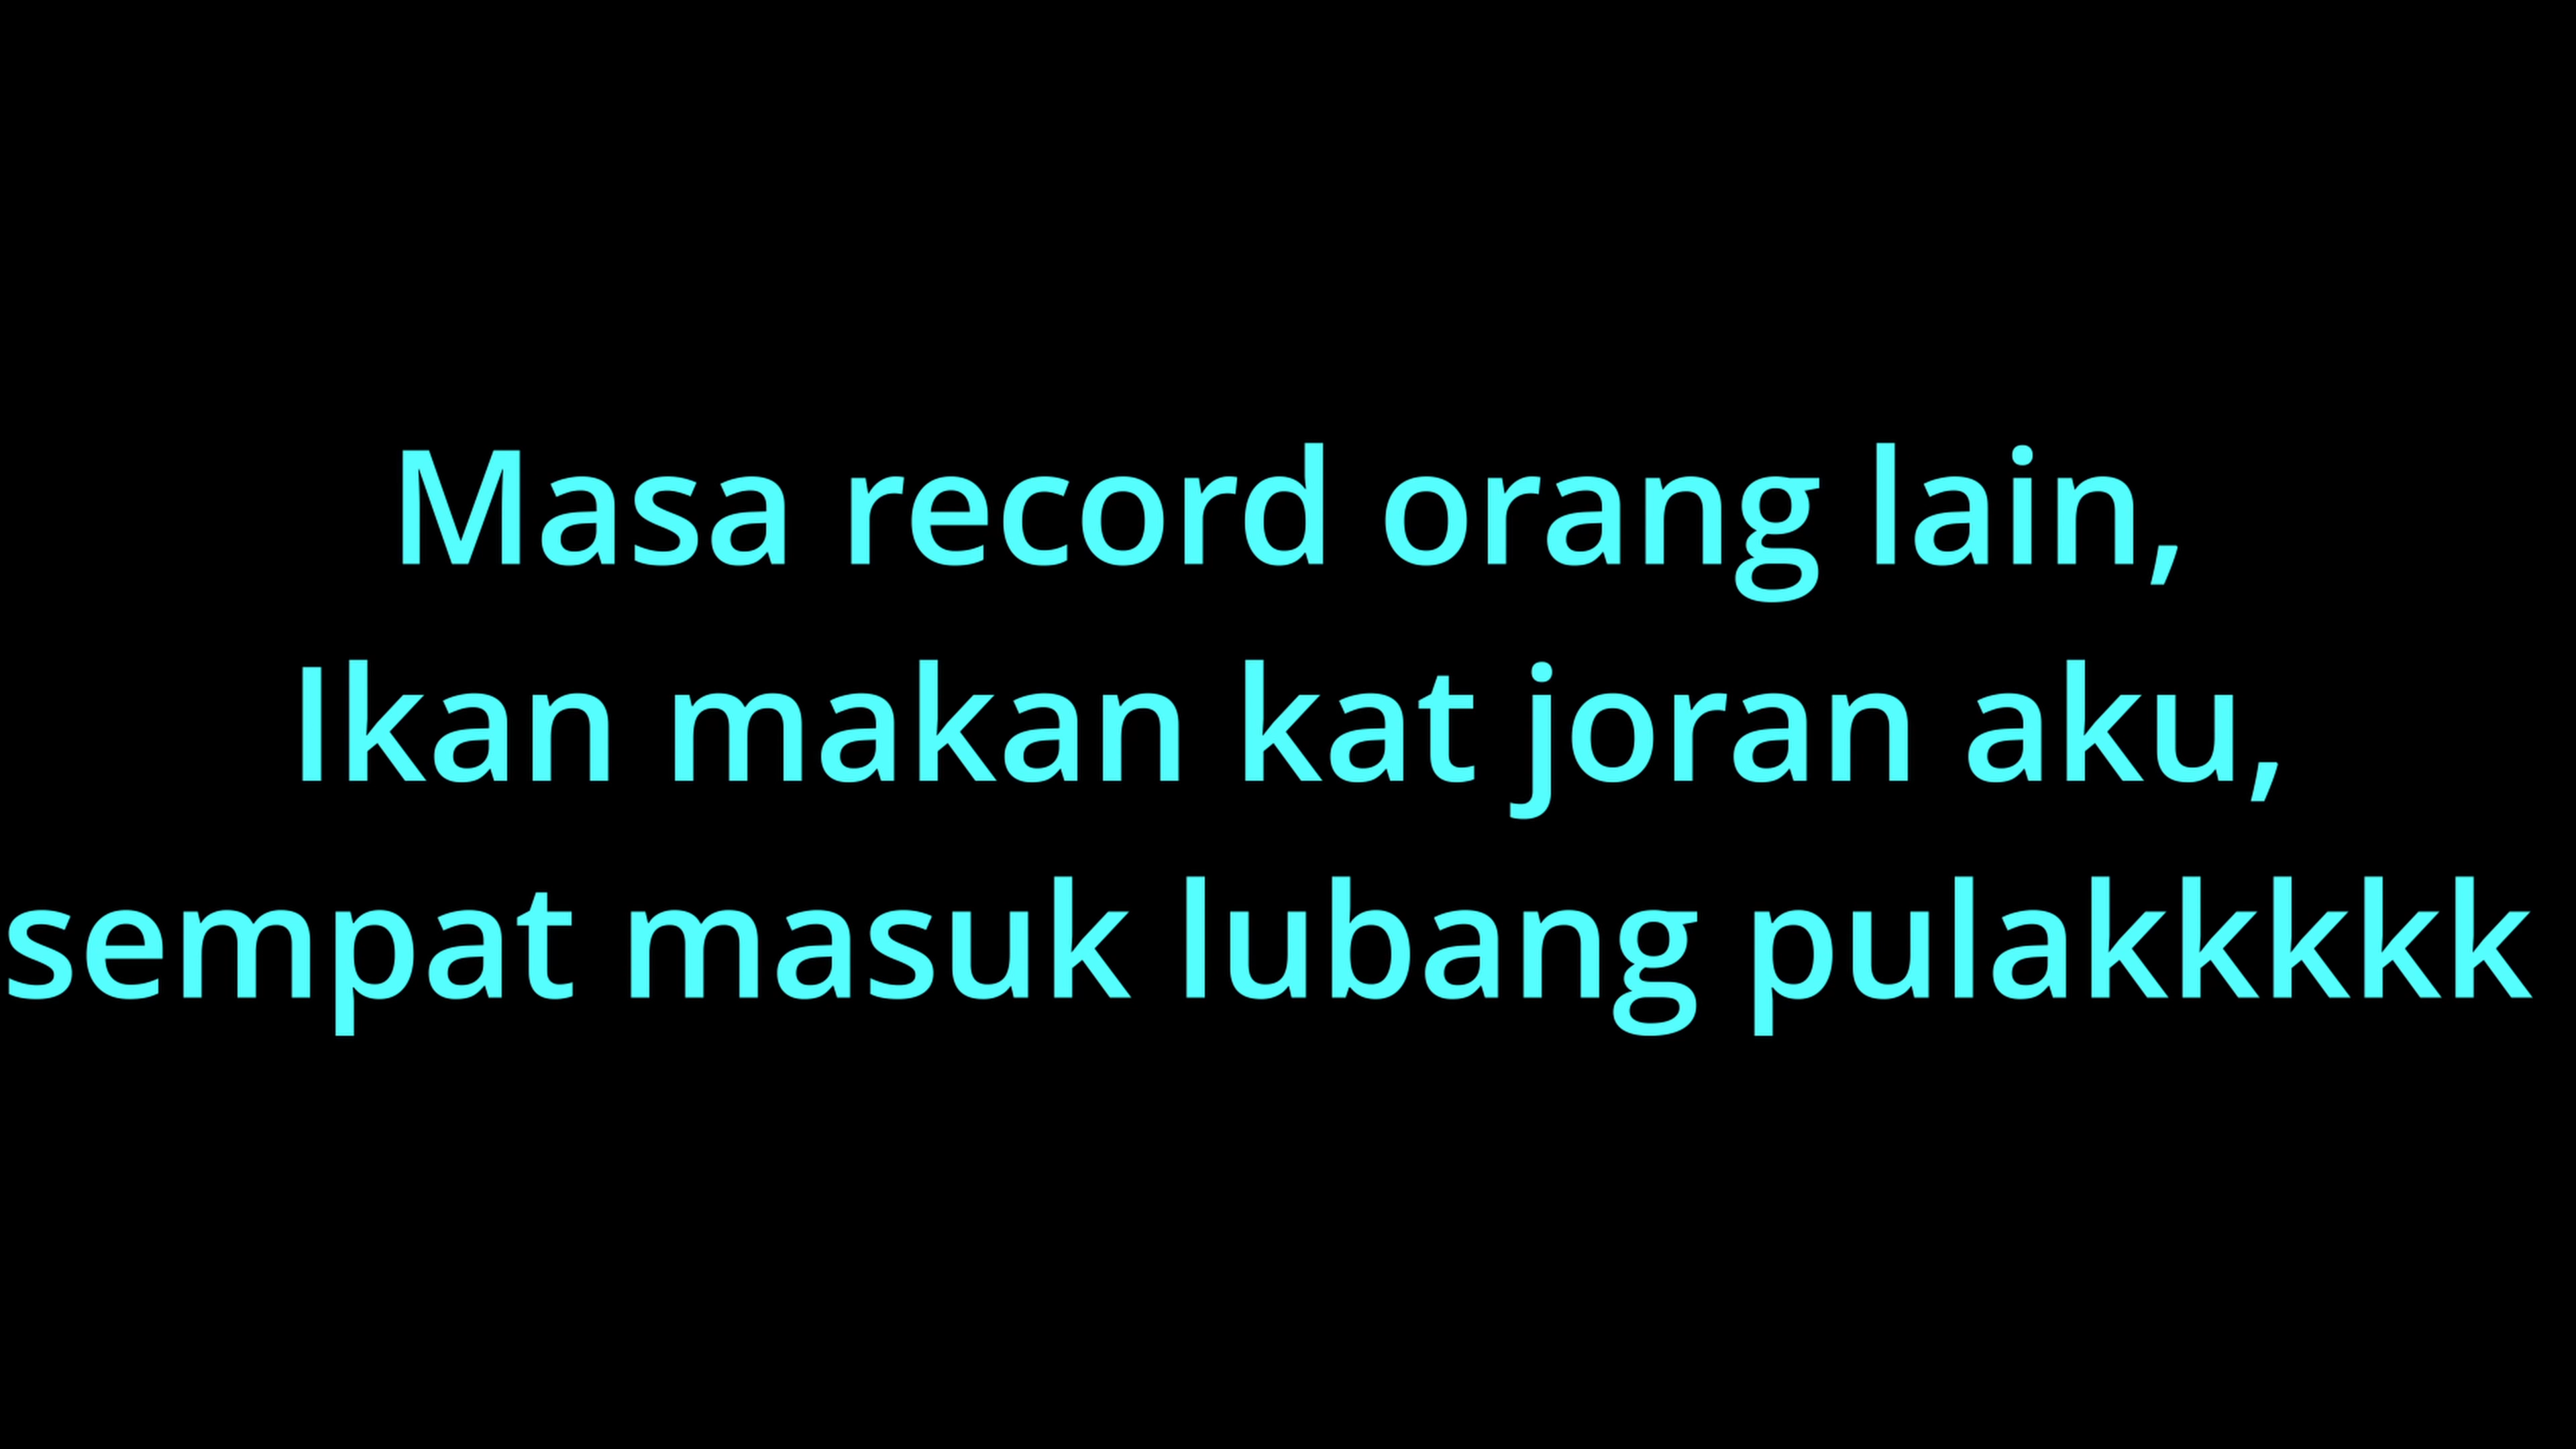 Masa record orang lain,
Ikan makan kat joran aku,
sempat masuk lubang pulakkkkk